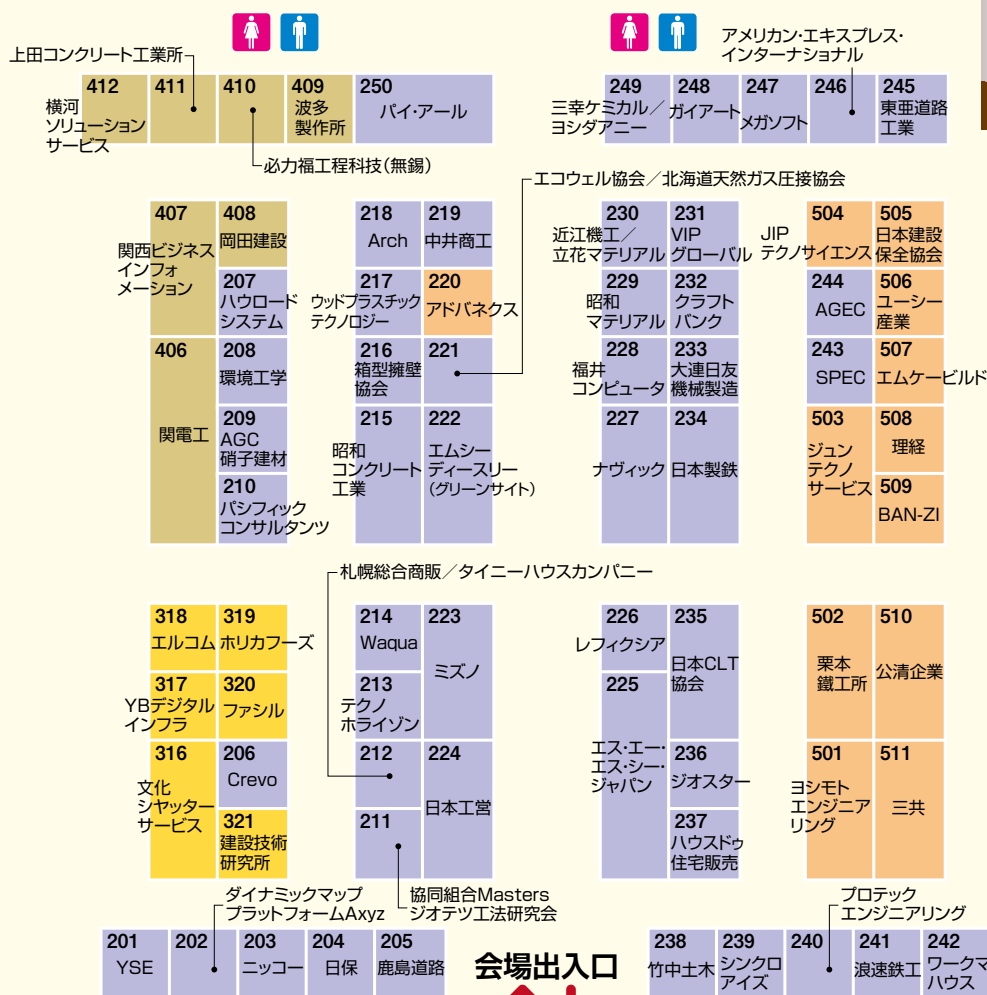 上田コンクリート工業所
アメリカン・エキスプレス・
インターナショナル
412
横河
ソリューション
サービス
411
410
409
波多
製作所
250
パイ・アール
249
三幸ケミカル／
ヨシダアニー
248
ガイアート
247
メガソフト
246
245
東亜道路
工業
必力福工程科技（無錫）
エコウェル協会／北海道天然ガス圧接協会
407
関西ビジネス
インフォ
メーション
408
岡田建設
207
ハウロード
システム
406
関電工
208
環境工学
209
AGC
硝子建材
210
パシフィック
コンサルタンツ
218
Arch
219
中井商工
217
ウッドプラスチック
テクノロジー
220
アドバネクス
216
箱型擁壁
協会
221
215
昭和
コンクリート
工業
222
エムシー
ディースリー
（グリーンサイト）
230
近江機工／
立花マテリアル
231
VIP
グローバル
229
昭和
マテリアル
232
クラフト
バンク
228
福井
コンピュータ
233
大連日友
機械製造
227
ナヴィック
234
日本製鉄
504
JIP
テクノサイエンス
505
日本建設
保全協会
244
AGEC
506
ユーシー
産業
243
SPEC
507
エムケービルド
503
ジュン
テクノ
サービス
508
理経
509
BAN-ZI
札幌総合商販／タイニーハウスカンパニー
318
エルコム
319
ホリカフーズ
317
YBデジタル
インフラ
320
ファシル
316
文化
シヤッター
サービス
206
Crevo
321
建設技術
研究所
214
Waqua
223
ミズノ
213
テクノ
ホライゾン
212
224
日本工営
211
226
レフィクシア
235
日本CLT
協会
225
エス・エー・
エス・シー・
ジャパン
236
ジオスター
237
ハウスドゥ
住宅販売
502
栗本
鐵工所
510
公清企業
501
ヨシモト
エンジニア
リング
511
三共
ダイナミックマップ
プラットフォームAxyz
協同組合Masters
ジオテツ工法研究会
プロテック
エンジニアリング
201
YSE
202
203
ニッコー
204
日保
205
鹿島道路
会場出入口
238
竹中土木
239
シンクロ
アイズ
240
241
浪速鉄工
242
ワークマ
ハウス